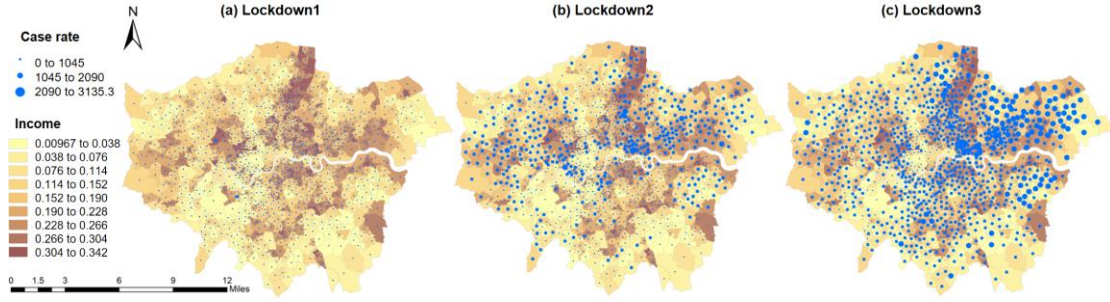 (a) Lockdown1
(b) Lockdown2
(c) Lockdown3
N
Case rate
0 to 1045
1045 to 2090
2090 to 3135.3
Income
0.00967 to 0.038
0.038 to 0.076
0.076 to 0.114
0.114 to 0.152
0.152 to 0.190
0.190 to 0.228
0.228 to 0.266
0.266 to 0.304
0.304 to 0.342
0 1.5 3 6 9 12
Miles